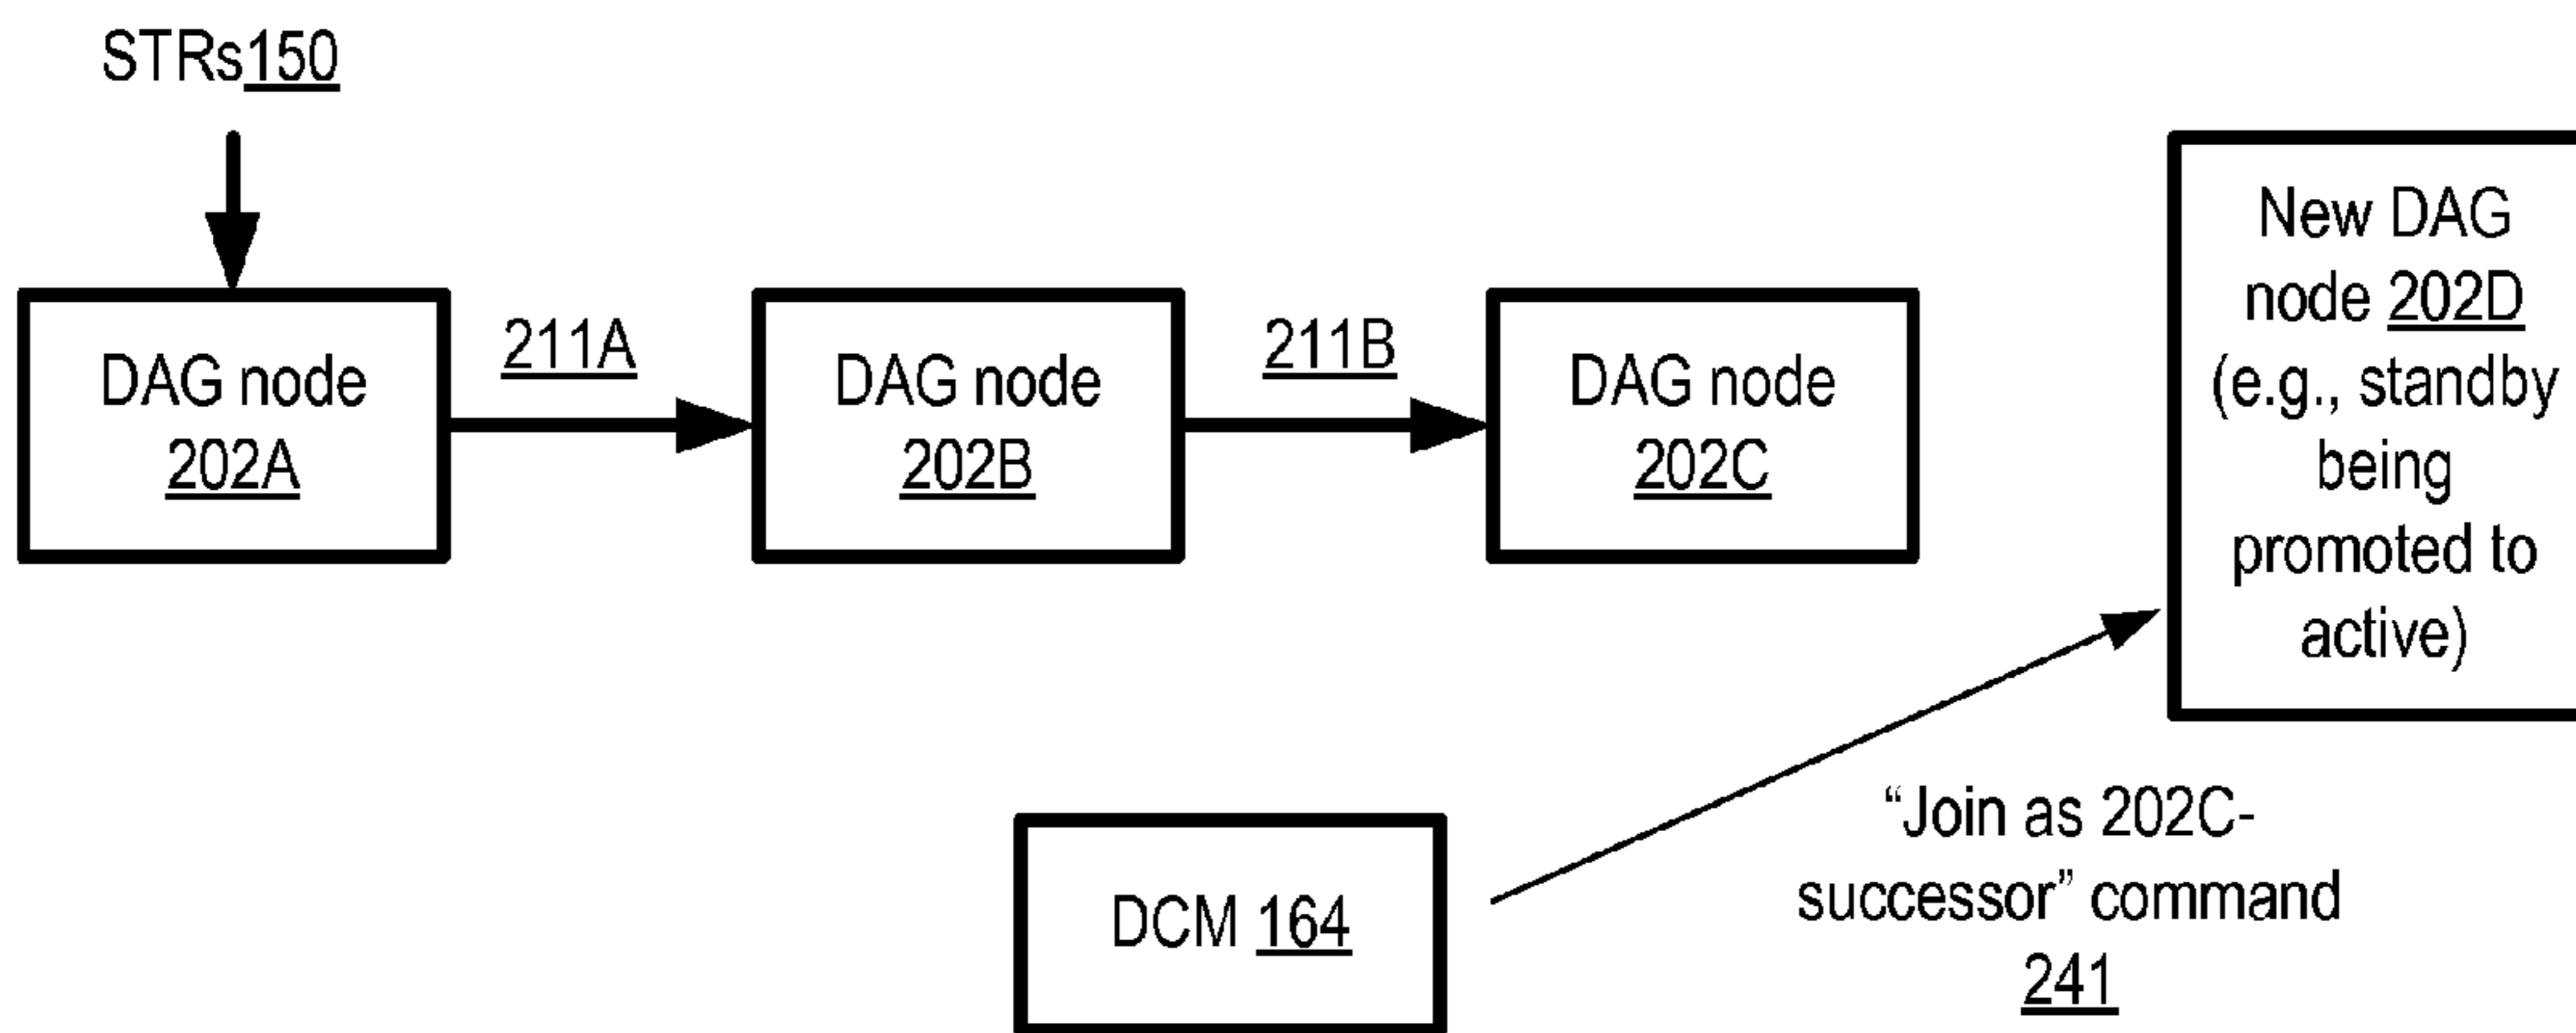 STRs150
DAG node
202A
211A
DAG node
202B
211B
DAG node
202C
New DAG
node 202D
(e.g., standby
being
promoted to
active)
DCM 164
“Join as 202C-
successor” command
241